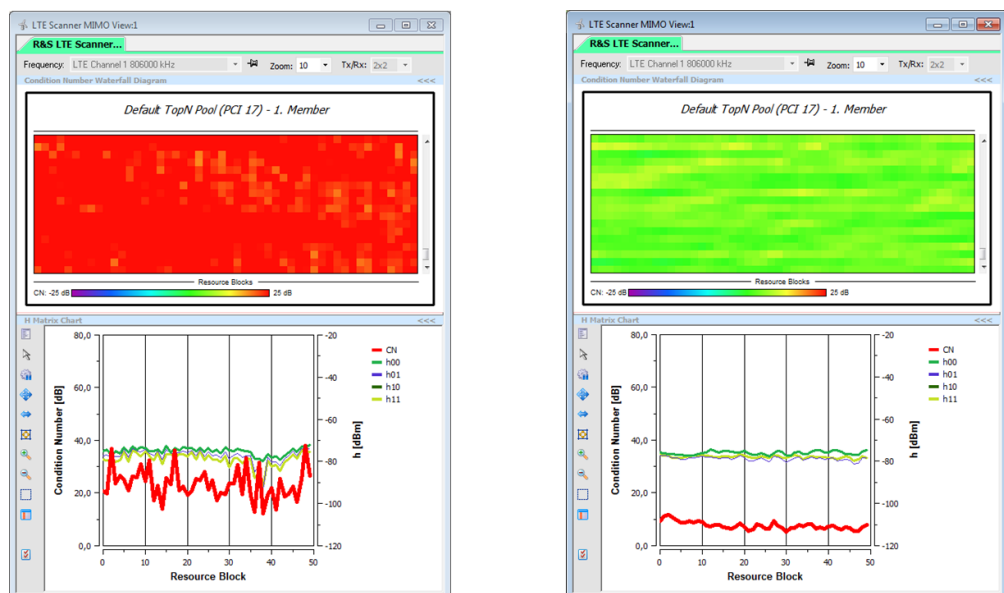 LTE Scanner MIMO View:1
R&S LTE Scanner...
Frequency: LTE Channel 1 806000 kHz Zoom: 10 Tx/Rx: 2x2
Condition Number Waterfall Diagram <<<
Default TopN Pool (PCI 17) - 1. Member
Resource Blocks
CN: -25 dB 25 dB
H Matrix Chart <<<
80,0 -20
CN
h00
-40
h01
60,0
h10
-60
h11
40,0
Condition Number [dB]
h [dBm]
-80
20,0
-100
0,0 -120
0 10 20 30 40 50
Resource Block
LTE Scanner MIMO View:1
R&S LTE Scanner...
Frequency: LTE Channel 1 806000 kHz Zoom: 10 Tx/Rx: 2x2
Condition Number Waterfall Diagram <<<
Default TopN Pool (PCI 17) - 1. Member
Resource Blocks
CN: -25 dB 25 dB
H Matrix Chart <<<
80,0 -20
CN
h00
-40
h01
60,0
h10
-60
h11
40,0
Condition Number [dB]
h [dBm]
-80
20,0
-100
0,0 -120
0 10 20 30 40 50
Resource Block